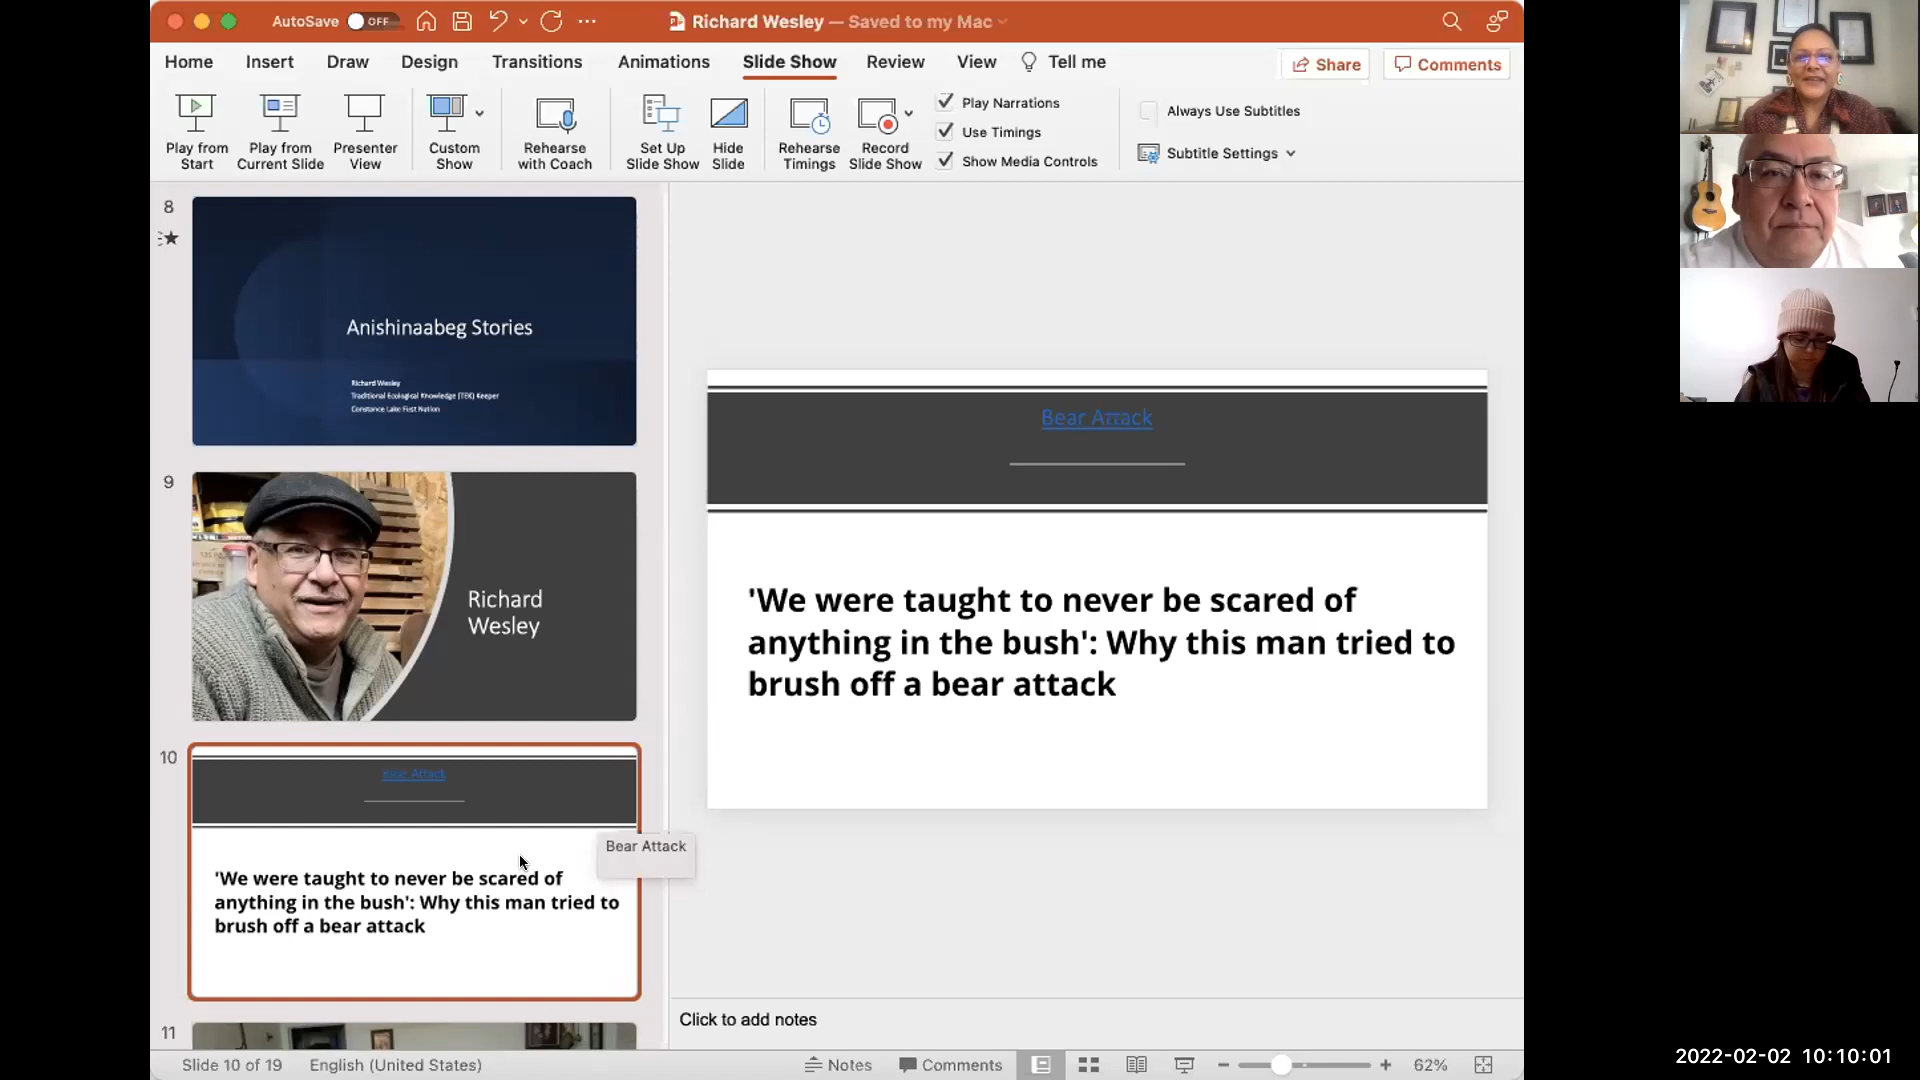 AutoSave OFF
Richard Wesley — Saved to my Mac
Home Insert Draw Design Transitions Animations Slide Show Review View Tell me Share Comments
Play from Start
Play from Current Slide
Presenter View
Custom Show
Rehearse with Coach
Set Up Slide Show
Hide Slide
Rehearse Timings
Record Slide Show
Play Narrations
Use Timings
Show Media Controls
Always Use Subtitles
Subtitle Settings
8
Anishinaabeg Stories
Richard Wesley
Traditional Ecological Knowledge (TEK) Keeper
Constance Lake First Nation
9
Richard
Wesley
10
Bear Attack
'We were taught to never be scared of
anything in the bush': Why this man tried to
brush off a bear attack
Bear Attack
11
Bear Attack
'We were taught to never be scared of
anything in the bush': Why this man tried to
brush off a bear attack
Click to add notes
Slide 10 of 19 English (United States) Notes Comments 62%
2022-02-02 10:10:01